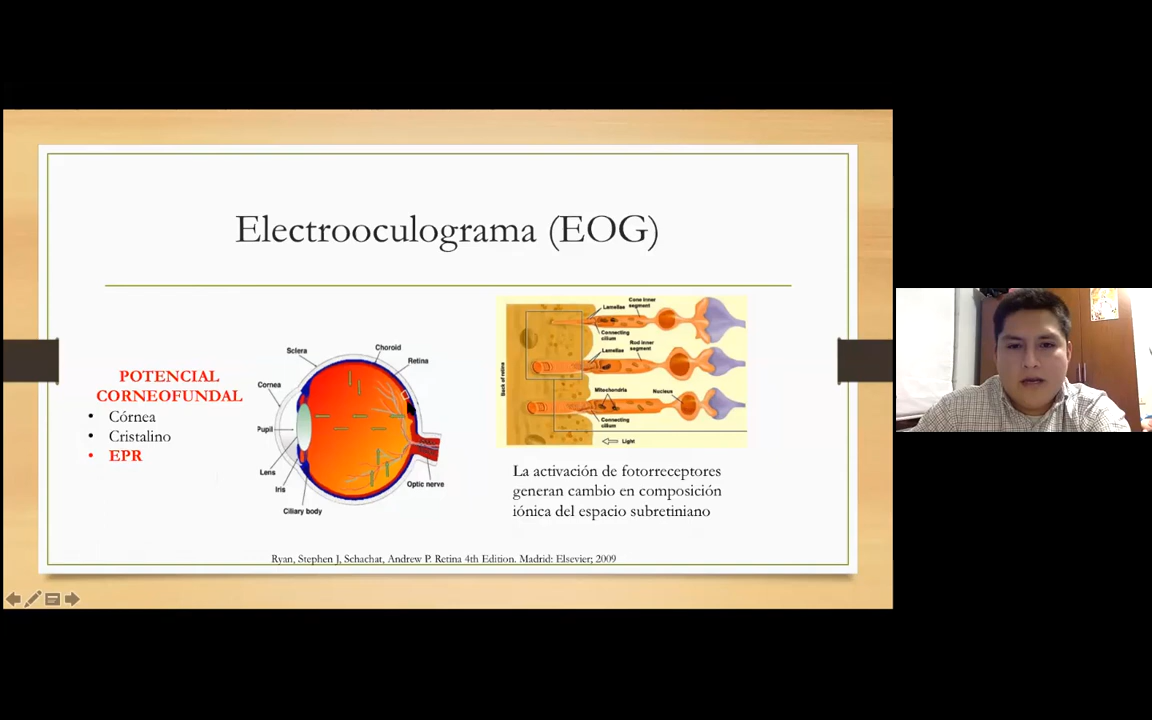 Electrooculograma (EOG)
POTENCIAL
CORNEOFUNDAL
• Córnea
• Cristalino
• EPR
Sclera
Choroid
Retina
Cornea
Pupil
Lens
Iris
Ciliary body
Optic nerve
Back of retina
Lamellae
Cone inner
segment
Connecting
cilium
Lamellae
Rod inner
segment
Mitochondria
Nucleus
Connecting
cilium
Light
La activación de fotorreceptores
generan cambio en composición
iónica del espacio subretiniano
Ryan, Stephen J, Schachat, Andrew P. Retina 4th Edition. Madrid: Elsevier; 2009